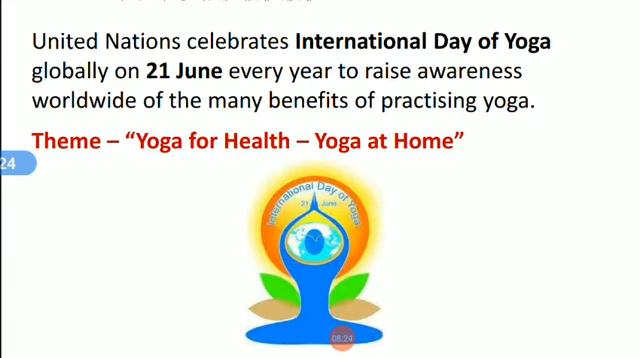 United Nations celebrates International Day of Yoga
globally on 21 June every year to raise awareness
worldwide of the many benefits of practising yoga.
Theme – “Yoga for Health – Yoga at Home”
24
International Day of Yoga
21 June
08:24